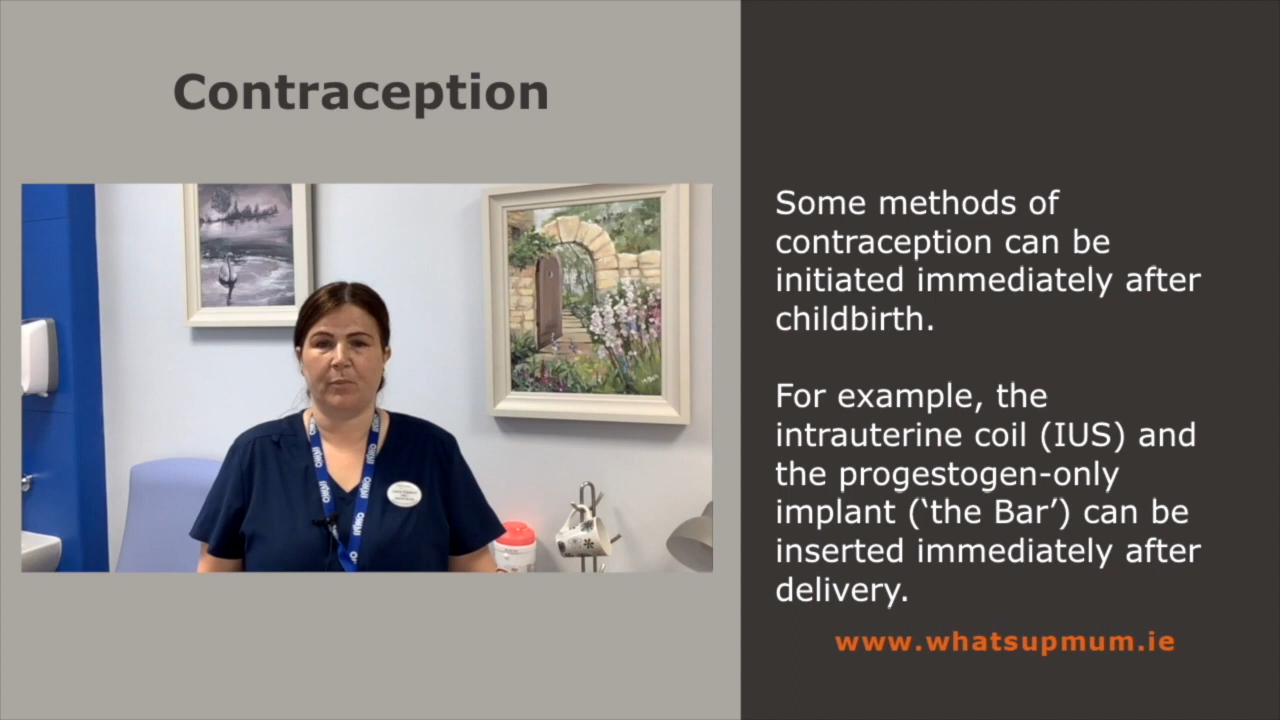 Contraception
Some methods of
contraception can be
initiated immediately after
childbirth.
For example, the
intrauterine coil (IUS) and
the progestogen-only
implant (‘the Bar’) can be
inserted immediately after
delivery.
www.whatsupmum.ie